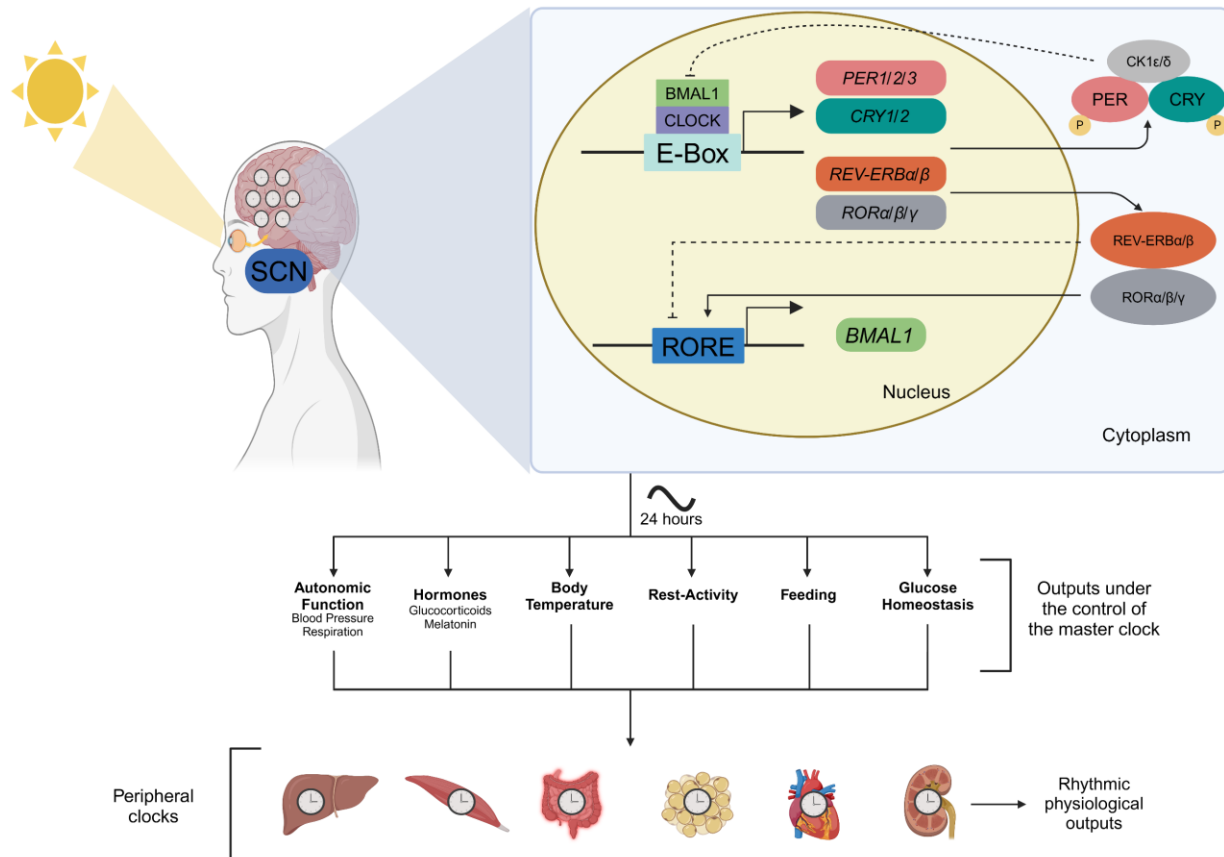 CK1ε/δ
PER1/2/3
BMAL1
PER
CRY
CLOCK
CRY1/2
P
P
E-Box
REV-ERBα/β
RORα/β/γ
REV-ERBα/β
SCN
RORα/β/γ
RORE
BMAL1
Nucleus
Cytoplasm
24 hours
Autonomic
Function
Blood Pressure
Respiration
Hormones
Glucocorticoids
Melatonin
Body
Temperature
Rest-Activity
Feeding
Glucose
Homeostasis
Outputs under
the control of
the master clock
Peripheral
clocks
Rhythmic
physiological
outputs